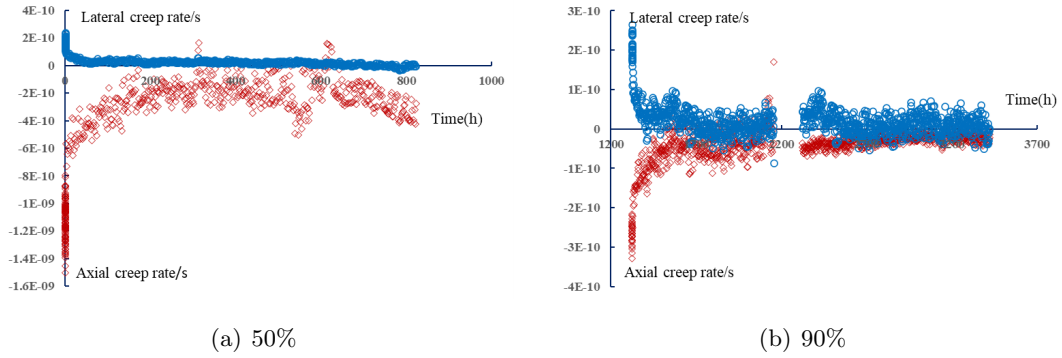 4E-10
Lateral creep rate/s
2E-10
0
0 200 400 600 800 1000
-2E-10
-4E-10
Time(h)
-6E-10
-8E-10
-1E-09
-1.2E-09
-1.4E-09
Axial creep rate/s
-1.6E-09
(a) 50%
3E-10
Lateral creep rate/s
2E-10
1E-10
Time(h)
0
1200 2200 3700
-1E-10
-2E-10
-3E-10
Axial creep rate/s
-4E-10
(b) 90%